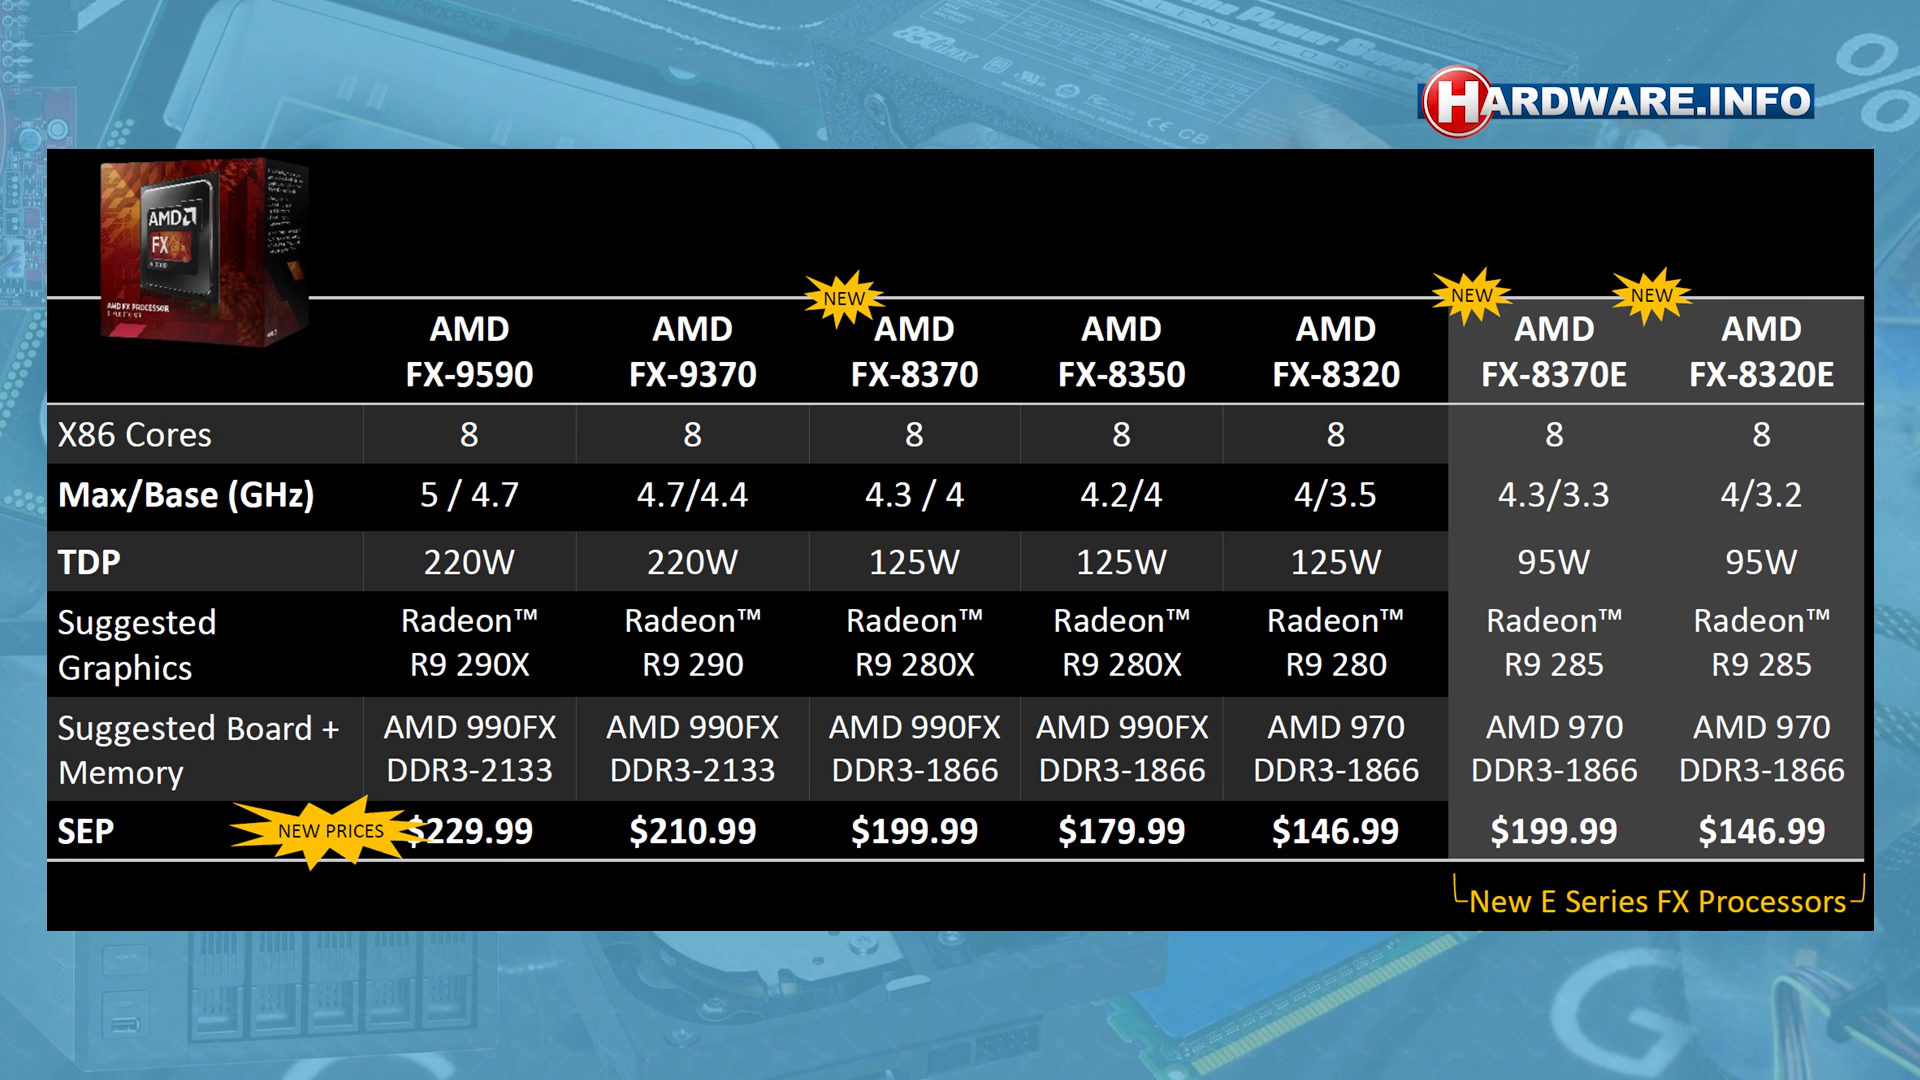 HARDWARE.INFO
AMD
FX
AMD FX PROCESSOR
NEW
NEW
NEW
AMD FX-9590
AMD FX-9370
AMD FX-8370
AMD FX-8350
AMD FX-8320
AMD FX-8370E
AMD FX-8320E
X86 Cores 8 8 8 8 8 8 8
Max/Base (GHz) 5 / 4.7 4.7/4.4 4.3 / 4 4.2/4 4/3.5 4.3/3.3 4/3.2
TDP 220W 220W 125W 125W 125W 95W 95W
Suggested Radeon™ Radeon™ Radeon™ Radeon™ Radeon™ Radeon™ Radeon™
Graphics R9 290X R9 290 R9 280X R9 280X R9 280 R9 285 R9 285
Suggested Board + AMD 990FX AMD 990FX AMD 990FX AMD 990FX AMD 970 AMD 970 AMD 970
Memory DDR3-2133 DDR3-2133 DDR3-1866 DDR3-1866 DDR3-1866 DDR3-1866 DDR3-1866
SEP NEW PRICES $229.99 $210.99 $199.99 $179.99 $146.99 $199.99 $146.99
New E Series FX Processors